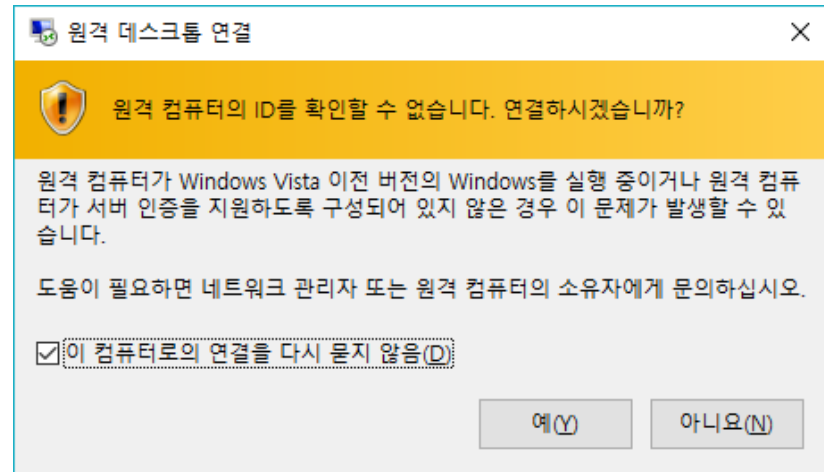 원격 데스크톱 연결
원격 컴퓨터의 ID를 확인할 수 없습니다. 연결하시겠습니까?
원격 컴퓨터가 Windows Vista 이전 버전의 Windows를 실행 중이거나 원격 컴퓨
터가 서버 인증을 지원하도록 구성되어 있지 않은 경우 이 문제가 발생할 수 있
습니다.
도움이 필요하면 네트워크 관리자 또는 원격 컴퓨터의 소유자에게 문의하십시오.
이 컴퓨터로의 연결을 다시 묻지 않음(D)
예(Y)
아니요(N)